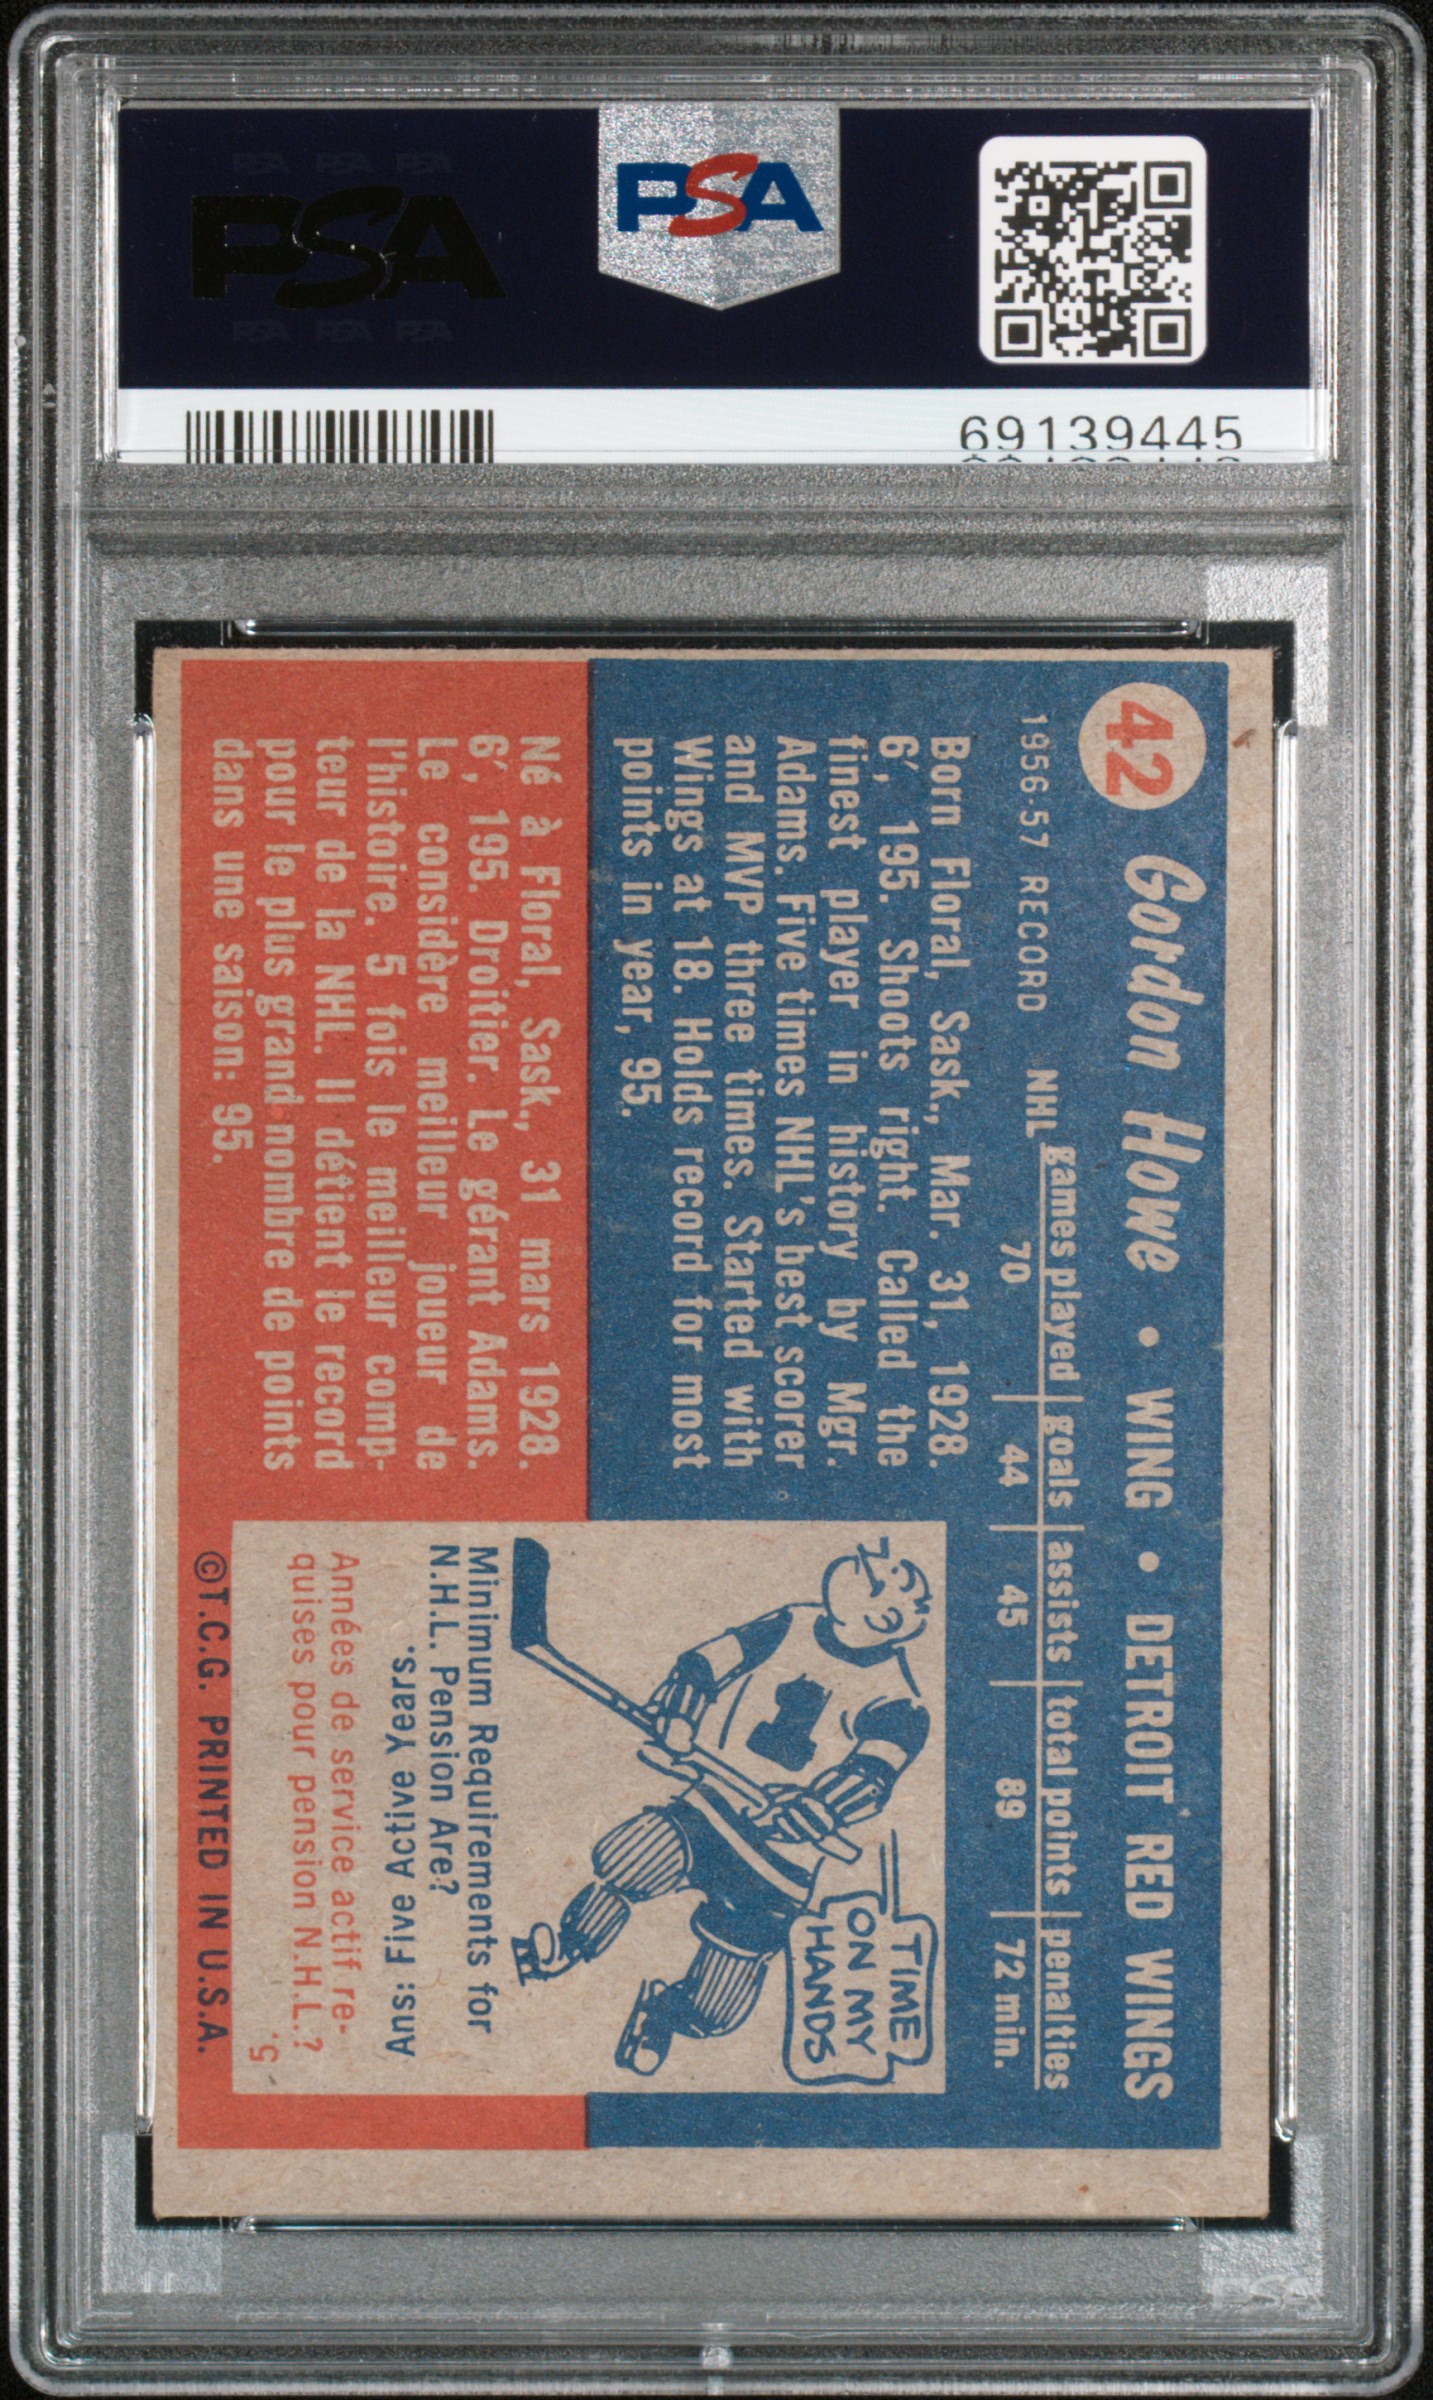 PSA PSA PSA
PSA
PSA PSA PSA
PSA
69139445
42 Gordon Howe • WING • DETROIT RED WINGS
1956-57 RECORD NHL games played goals assists total points penalties
70 44 45 89 72 min.
Born Floral, Sask., Mar. 31, 1928.
6', 195. Shoots right. Called the
finest player in history by Mgr.
Adams. Five times NHL's best scorer
and MVP three times. Started with
Wings at 18. Holds record for most
points in year, 95.
Né à Floral, Sask., 31 mars 1928.
6', 195. Droitier. Le gérant Adams.
Le considère meilleur joueur de
l'histoire. 5 fois le meilleur comp-
teur de la NHL. Il détient le record
pour le plus grand nombre de points
dans une saison: 95.
TIME
ON MY
HANDS
Minimum Requirements for
N.H.L. Pension Are?
Ans: Five Active Years.
Années de service actif re-
quises pour pension N.H.L.?
5.
©T.C.G. PRINTED IN U.S.A.
PSA